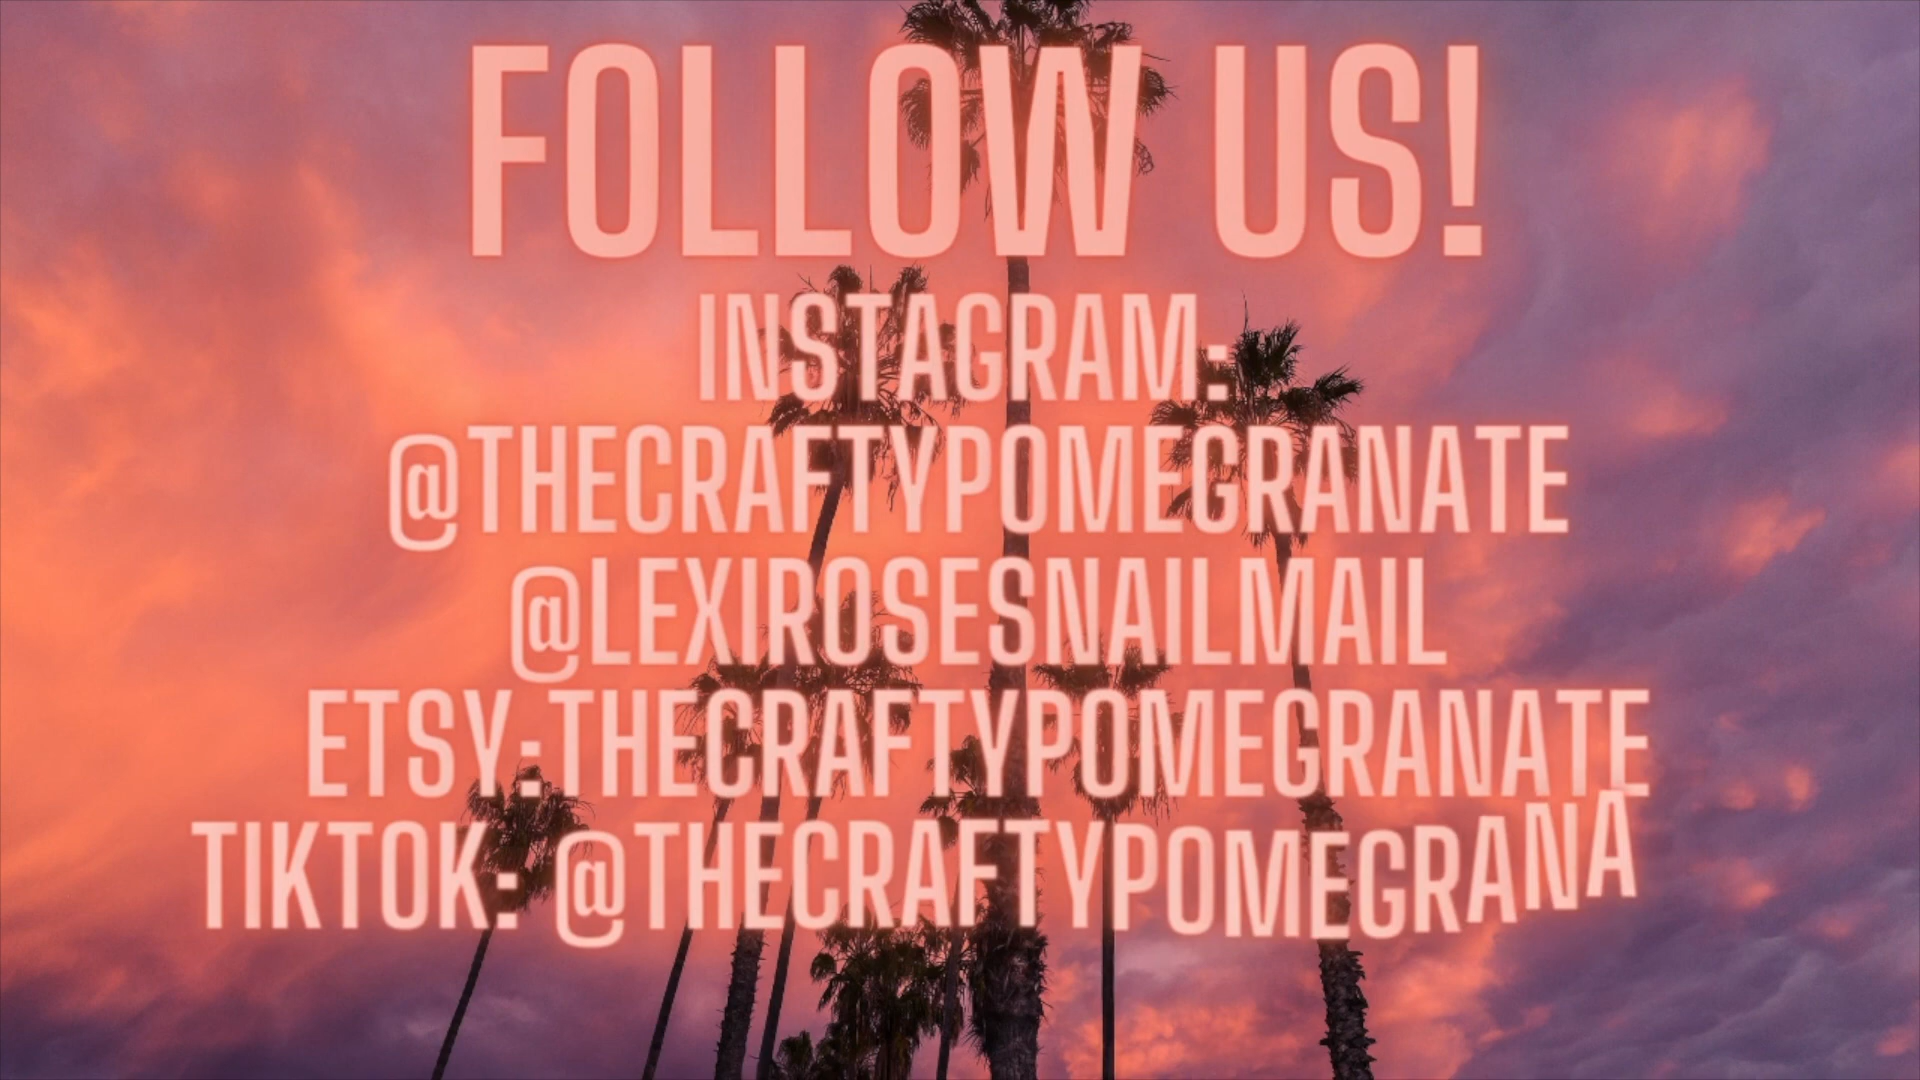 FOLLOW US!
INSTAGRAM:
@THECRAFTYPOMEGRANATE
@LEXIROSESNAILMAIL
ETSY:THECRAFTYPOMEGRANATE
TIKTOK: @THECRAFTYPOMEGRANA